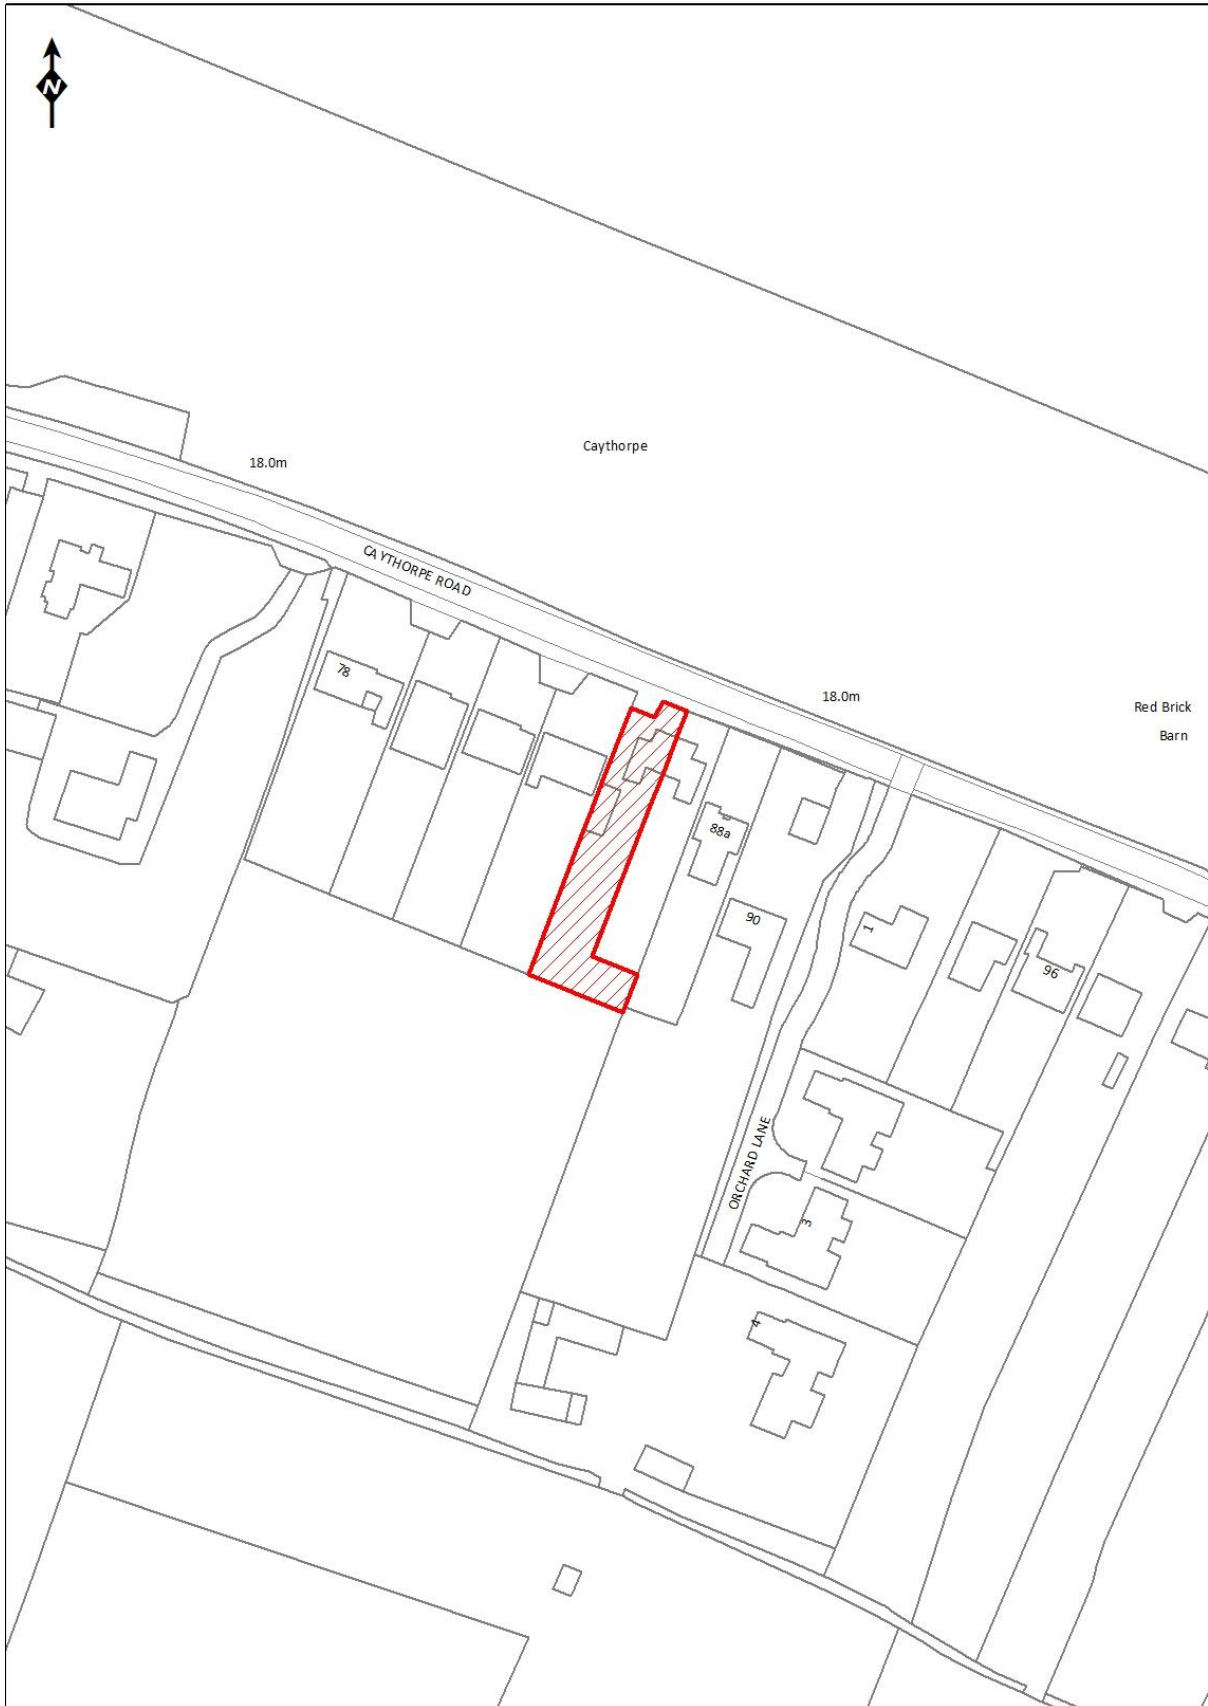 N
Caythorpe
18.0m
CAYTHORPE ROAD
78
18.0m
Red Brick
Barn
88a
90
1
96
ORCHARD LANE
3
4